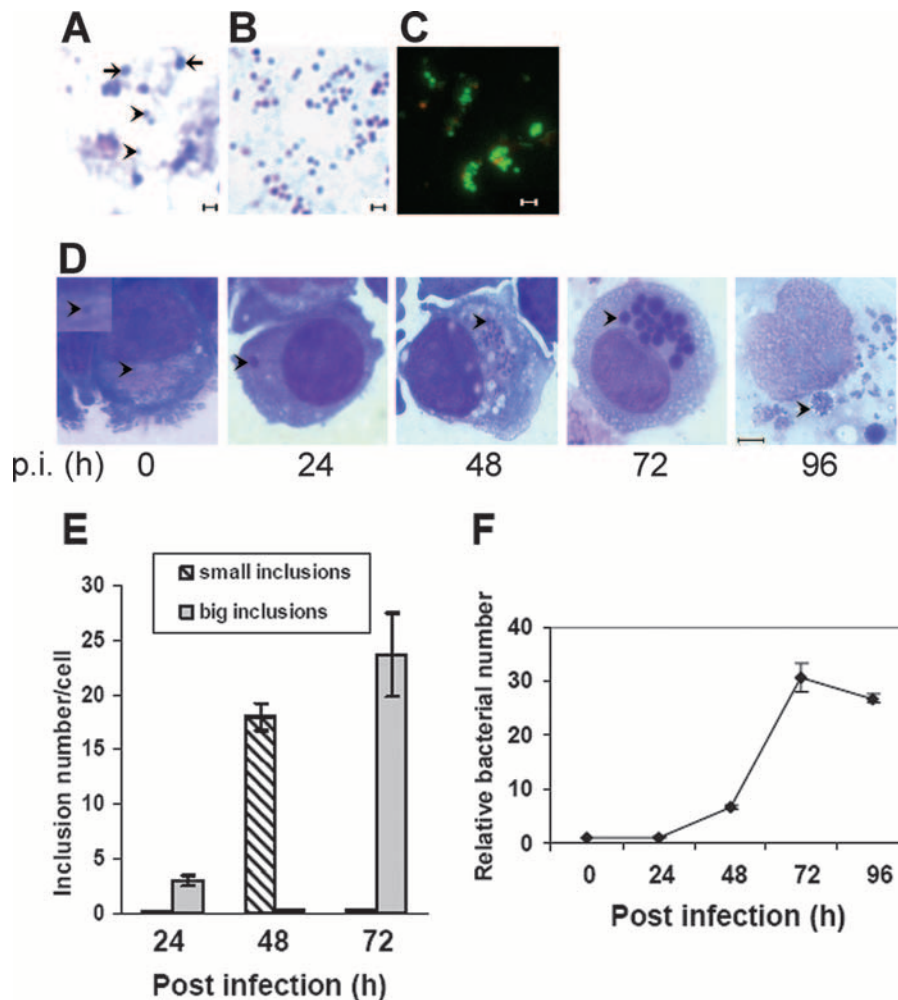 A
B
C
D
p.i. (h) 0 24 48 72 96
E
small inclusions
big inclusions
Inclusion number/cell
30
25
20
15
10
5
0
24 48 72
Post infection (h)
F
Relative bacterial number
40
30
20
10
0
0 24 48 72 96
Post infection (h)